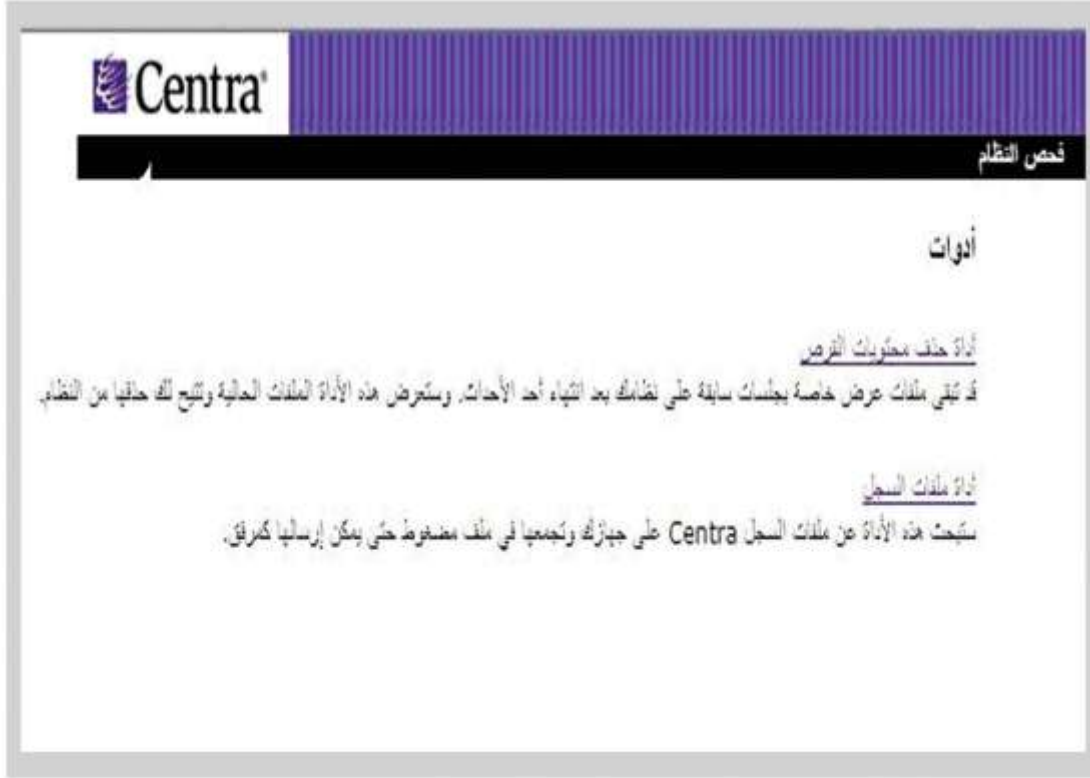 Centra
فحص النظام
أدوات
أداة حذف محتويات القرص
قد تبقى ملفات عرض خاصة بجلسات سابقة على نظامك بعد انتهاء أحد الأحداث. وستعرض هذه الأداة الملفات الحالية وتتيح لك حذفها من النظام.
أداة ملفات السجل
ستبحث هذه الأداة عن ملفات السجل Centra على جهازك وتجمعها في ملف مضغوط حتى يمكن إرسالها كمرفق.